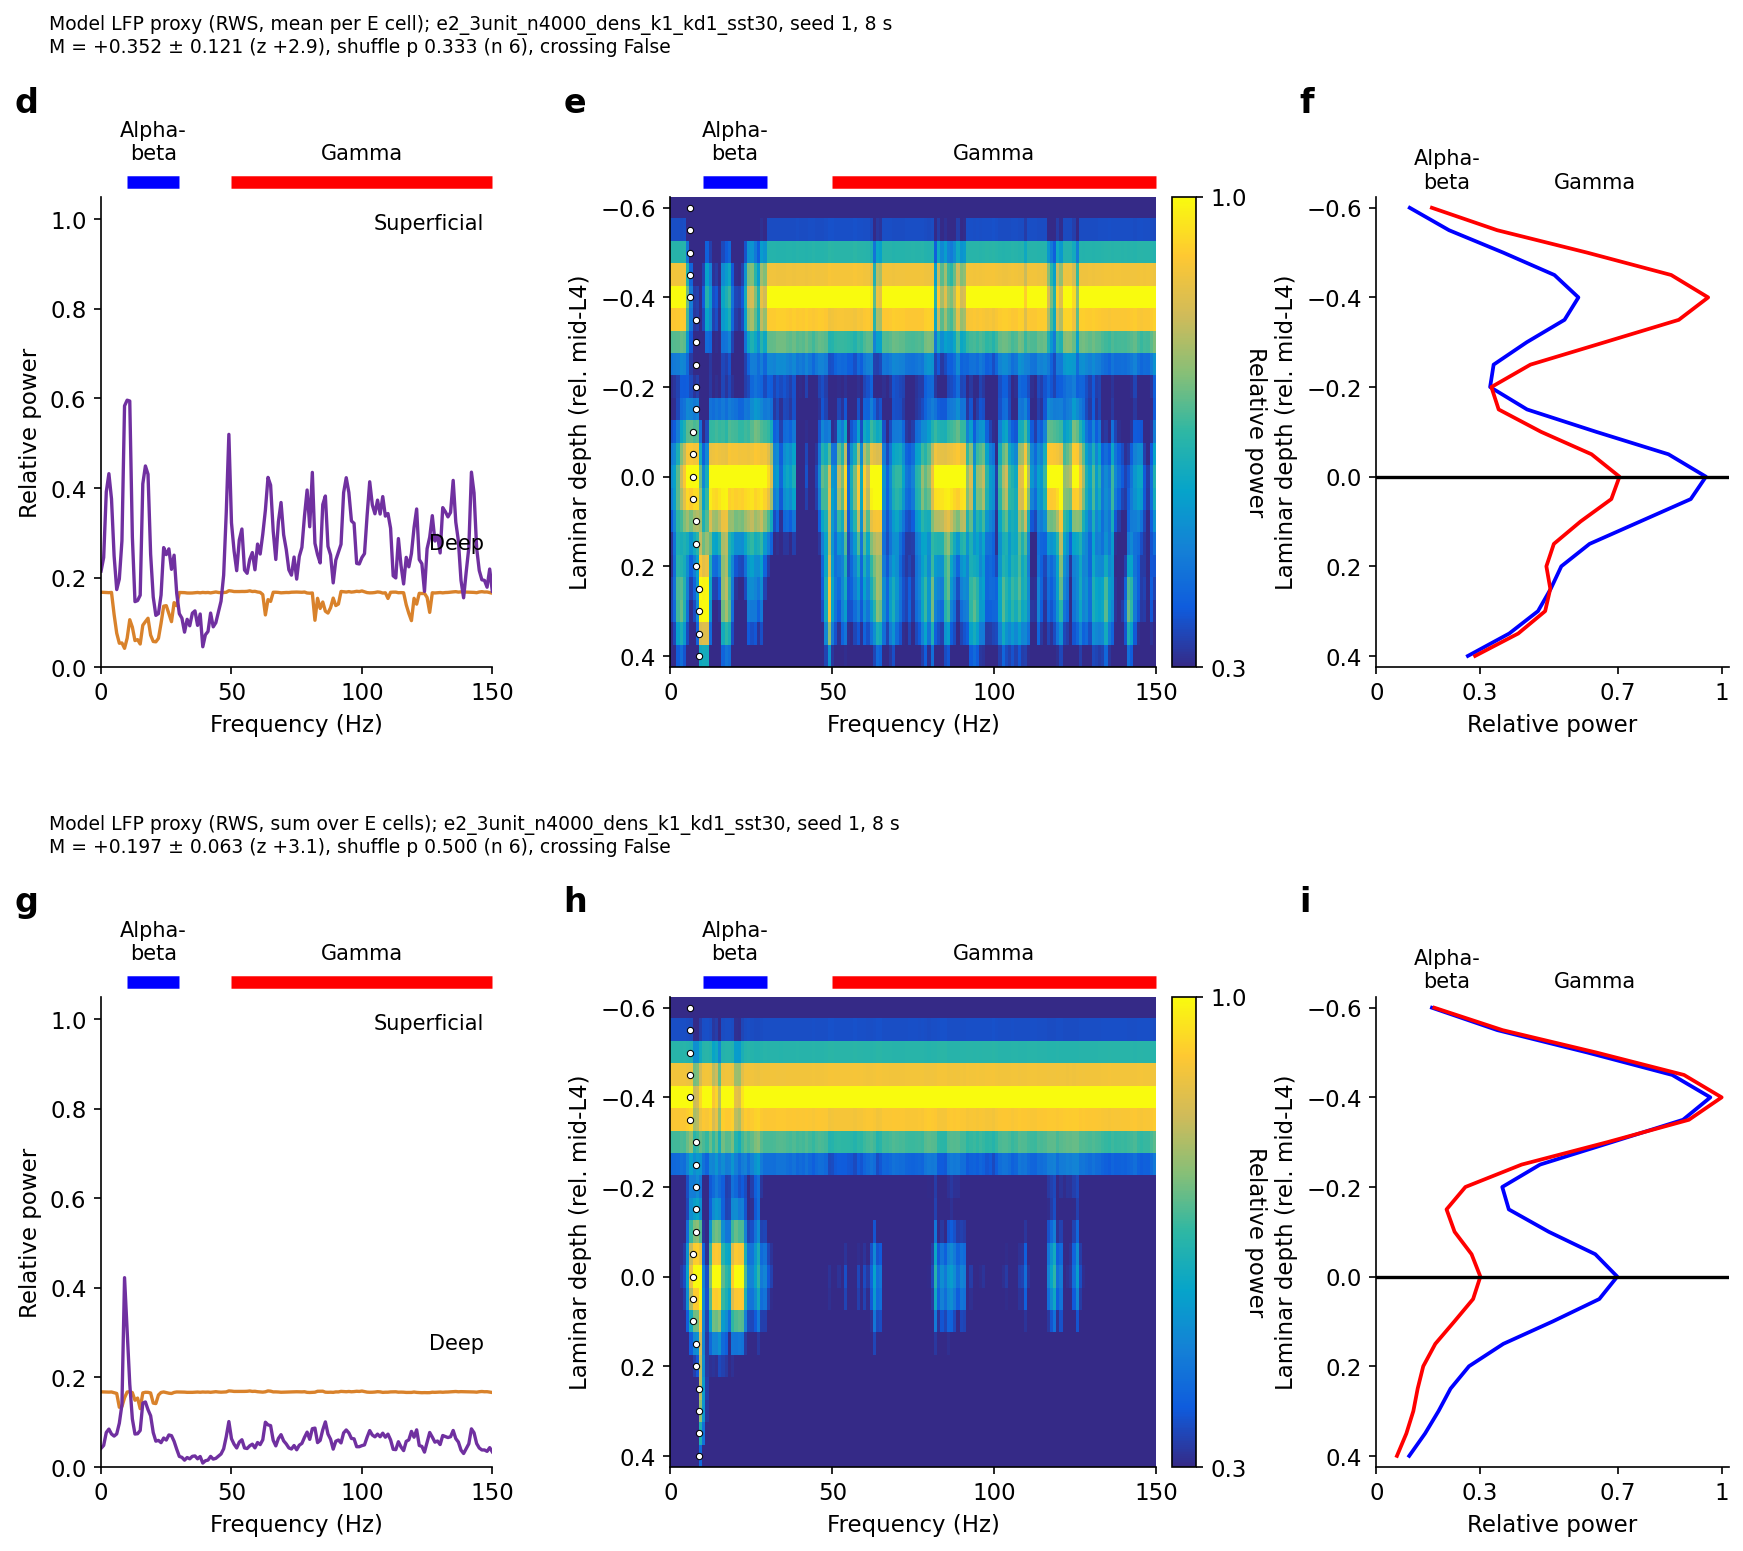 Model LFP proxy (RWS, mean per E cell); e2_3unit_n4000_dens_k1_kd1_sst30, seed 1, 8 s
M = +0.352 ± 0.121 (z +2.9), shuffle p 0.333 (n 6), crossing False
d
Alpha-
beta
Gamma
Superficial
Deep
Relative power
1.0
0.8
0.6
0.4
0.2
0.0
0
50
100
150
Frequency (Hz)
e
Alpha-
beta
Gamma
Laminar depth (rel. mid-L4)
−0.6
−0.4
−0.2
0.0
0.2
0.4
0
50
100
150
Frequency (Hz)
1.0
0.3
Relative power
f
Alpha-
beta
Gamma
Laminar depth (rel. mid-L4)
−0.6
−0.4
−0.2
0.0
0.2
0.4
0
0.3
0.7
1
Relative power
Model LFP proxy (RWS, sum over E cells); e2_3unit_n4000_dens_k1_kd1_sst30, seed 1, 8 s
M = +0.197 ± 0.063 (z +3.1), shuffle p 0.500 (n 6), crossing False
g
Alpha-
beta
Gamma
Superficial
Deep
Relative power
1.0
0.8
0.6
0.4
0.2
0.0
0
50
100
150
Frequency (Hz)
h
Alpha-
beta
Gamma
Laminar depth (rel. mid-L4)
−0.6
−0.4
−0.2
0.0
0.2
0.4
0
50
100
150
Frequency (Hz)
1.0
0.3
Relative power
i
Alpha-
beta
Gamma
Laminar depth (rel. mid-L4)
−0.6
−0.4
−0.2
0.0
0.2
0.4
0
0.3
0.7
1
Relative power